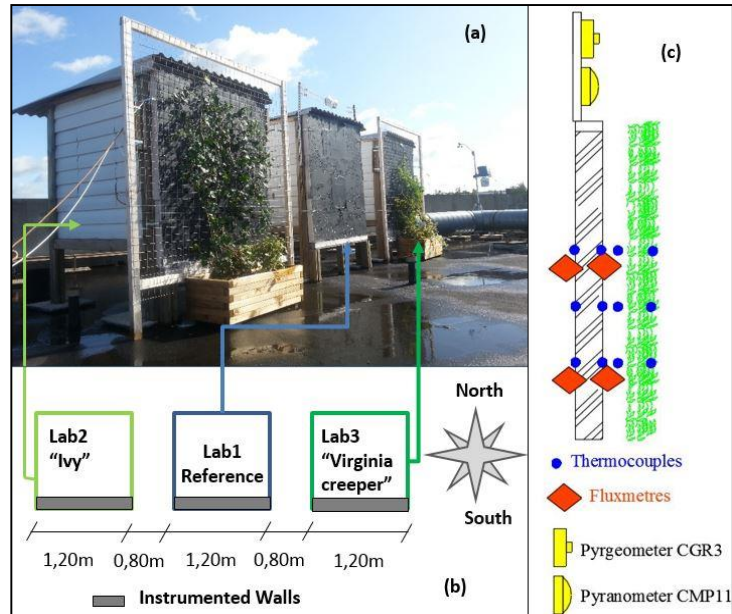 (a)
(c)
Lab2
"Ivy"
Lab1
Reference
Lab3
"Virginia
creeper"
North
South
1,20m
0,80m
1,20m
0,80m
1,20m
Instrumented Walls
(b)
Thermocouples
Fluxmetres
Pyrgeometer CGR3
Pyranometer CMP11